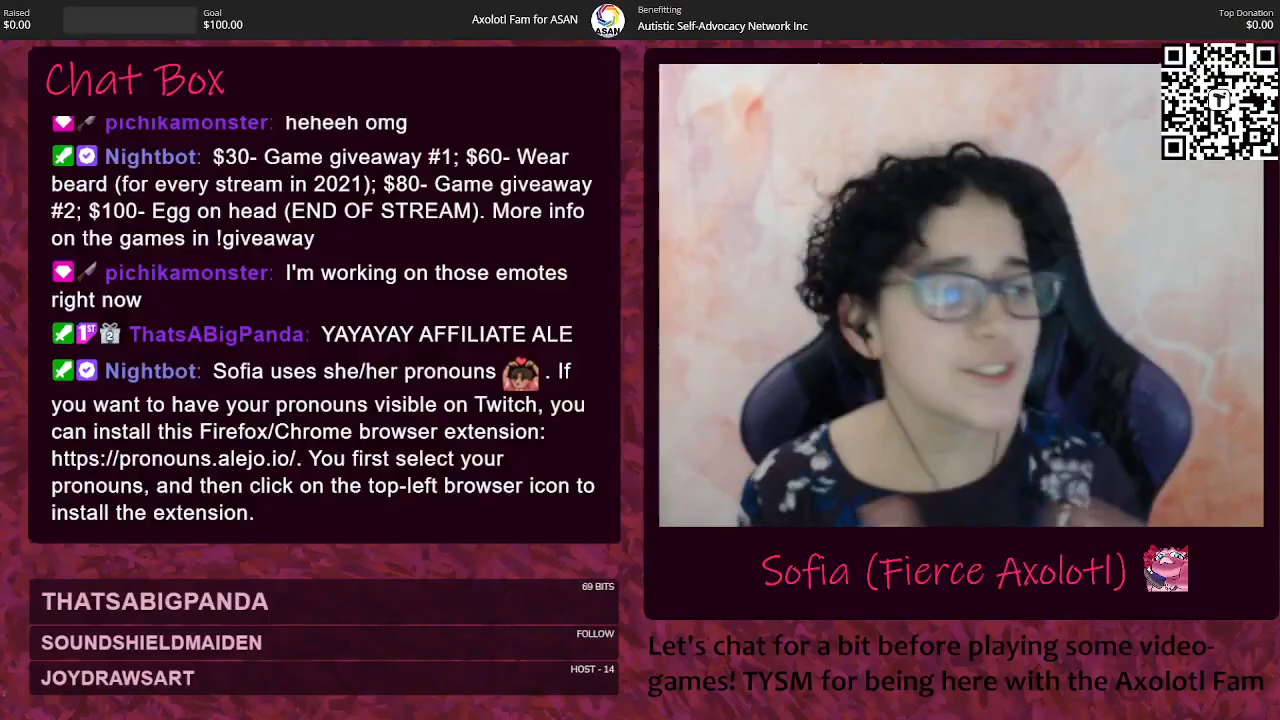 Raised
$0.00
Goal
$100.00
Axolotl Fam for ASAN
ASAN
Benefitting
Autistic Self-Advocacy Network Inc
Top Donation
$0.00
Chat Box
pichikamonster: heheeh omg
Nightbot: $30- Game giveaway #1; $60- Wear
beard (for every stream in 2021); $80- Game giveaway
#2; $100- Egg on head (END OF STREAM). More info
on the games in !giveaway
pichikamonster: I'm working on those emotes
right now
1ST 2 ThatsABigPanda: YAYAYAY AFFILIATE ALE
Nightbot: Sofia uses she/her pronouns . If
you want to have your pronouns visible on Twitch, you
can install this Firefox/Chrome browser extension:
https://pronouns.alejo.io/. You first select your
pronouns, and then click on the top-left browser icon to
install the extension.
THATSABIGPANDA 69 BITS
SOUNDSHIELDMAIDEN FOLLOW
JOYDRAWSART HOST - 14
Sofia (Fierce Axolotl)
Let's chat for a bit before playing some video-
games! TYSM for being here with the Axolotl Fam